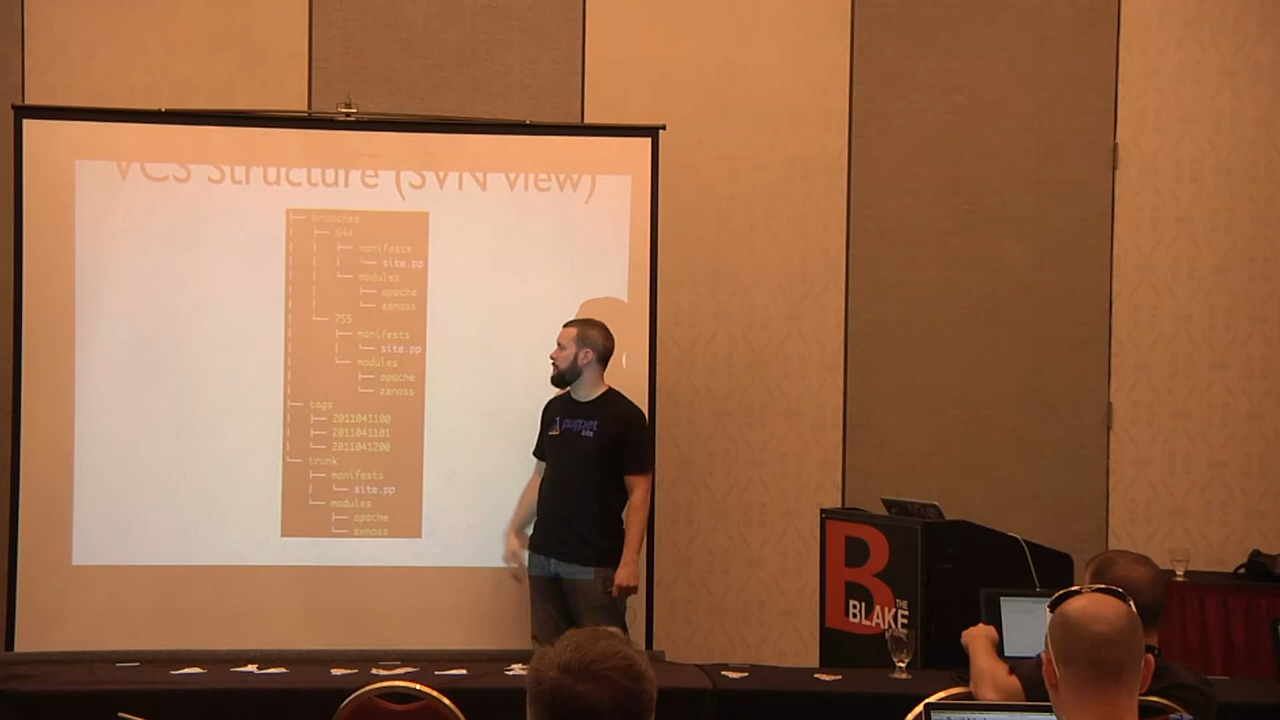 VCS Structure (SVN view)
├── branches
│   ├── 644
│   │   ├── manifests
│   │   │   └── site.pp
│   │   └── modules
│   │       ├── apache
│   │       └── zenoss
│   └── 755
│       ├── manifests
│       │   └── site.pp
│       └── modules
│           ├── apache
│           └── zenoss
├── tags
│   ├── 2011041100
│   ├── 2011041101
│   └── 2011041200
└── trunk
    ├── manifests
    │   └── site.pp
    └── modules
        ├── apache
        └── zenoss
puppet
labs
B
THE
BLAKE